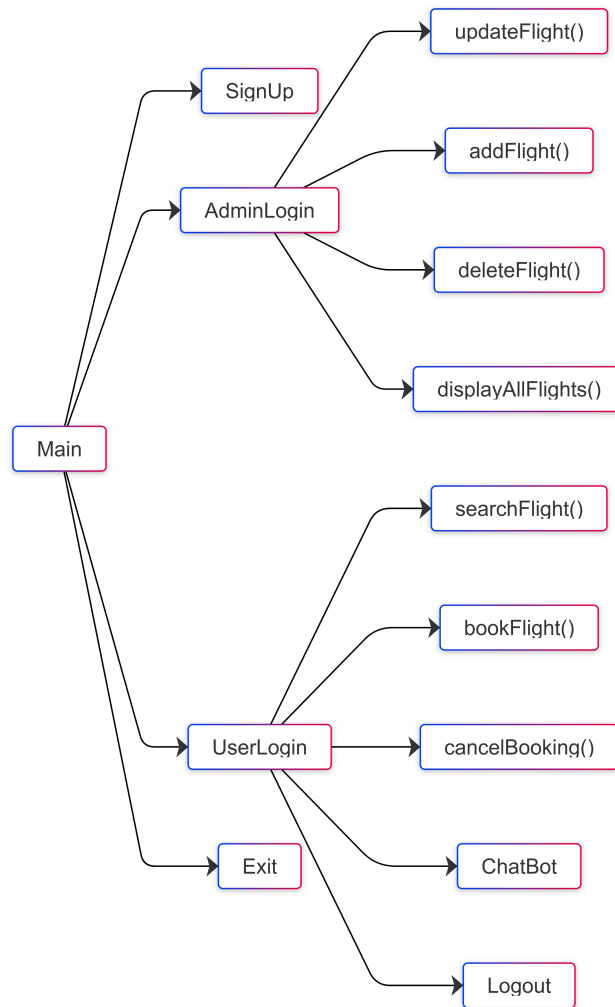 updateFlight()
SignUp
addFlight()
AdminLogin
deleteFlight()
displayAllFlights()
Main
searchFlight()
bookFlight()
UserLogin
cancelBooking()
Exit
ChatBot
Logout